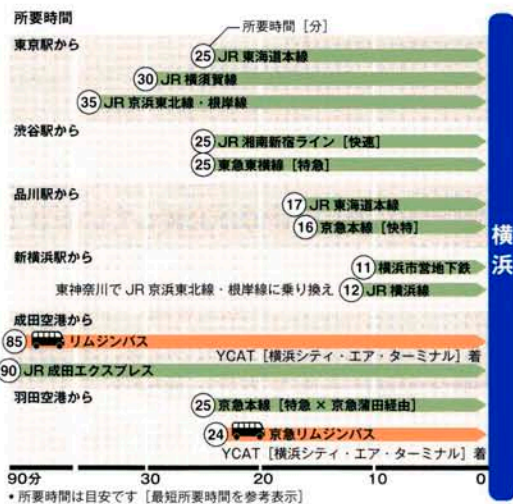 所要時間
所要時間［分］
東京駅から
25 JR 東海道本線
30 JR 横須賀線
35 JR 京浜東北線・根岸線
渋谷駅から
25 JR 湘南新宿ライン［快速］
25 東急東横線［特急］
品川駅から
17 JR 東海道本線
16 京急本線［快特］
新横浜駅から
11 横浜市営地下鉄
東神奈川で JR 京浜東北線・根岸線に乗り換え 12 JR 横浜線
成田空港から
85 リムジンバス
YCAT［横浜シティ・エア・ターミナル］着
90 JR 成田エクスプレス
羽田空港から
25 京急本線［特急 × 京急蒲田経由］
24 京急リムジンバス
YCAT［横浜シティ・エア・ターミナル］着
90分 30 20 10 0
• 所要時間は目安です［最短所要時間を参考表示］
横浜